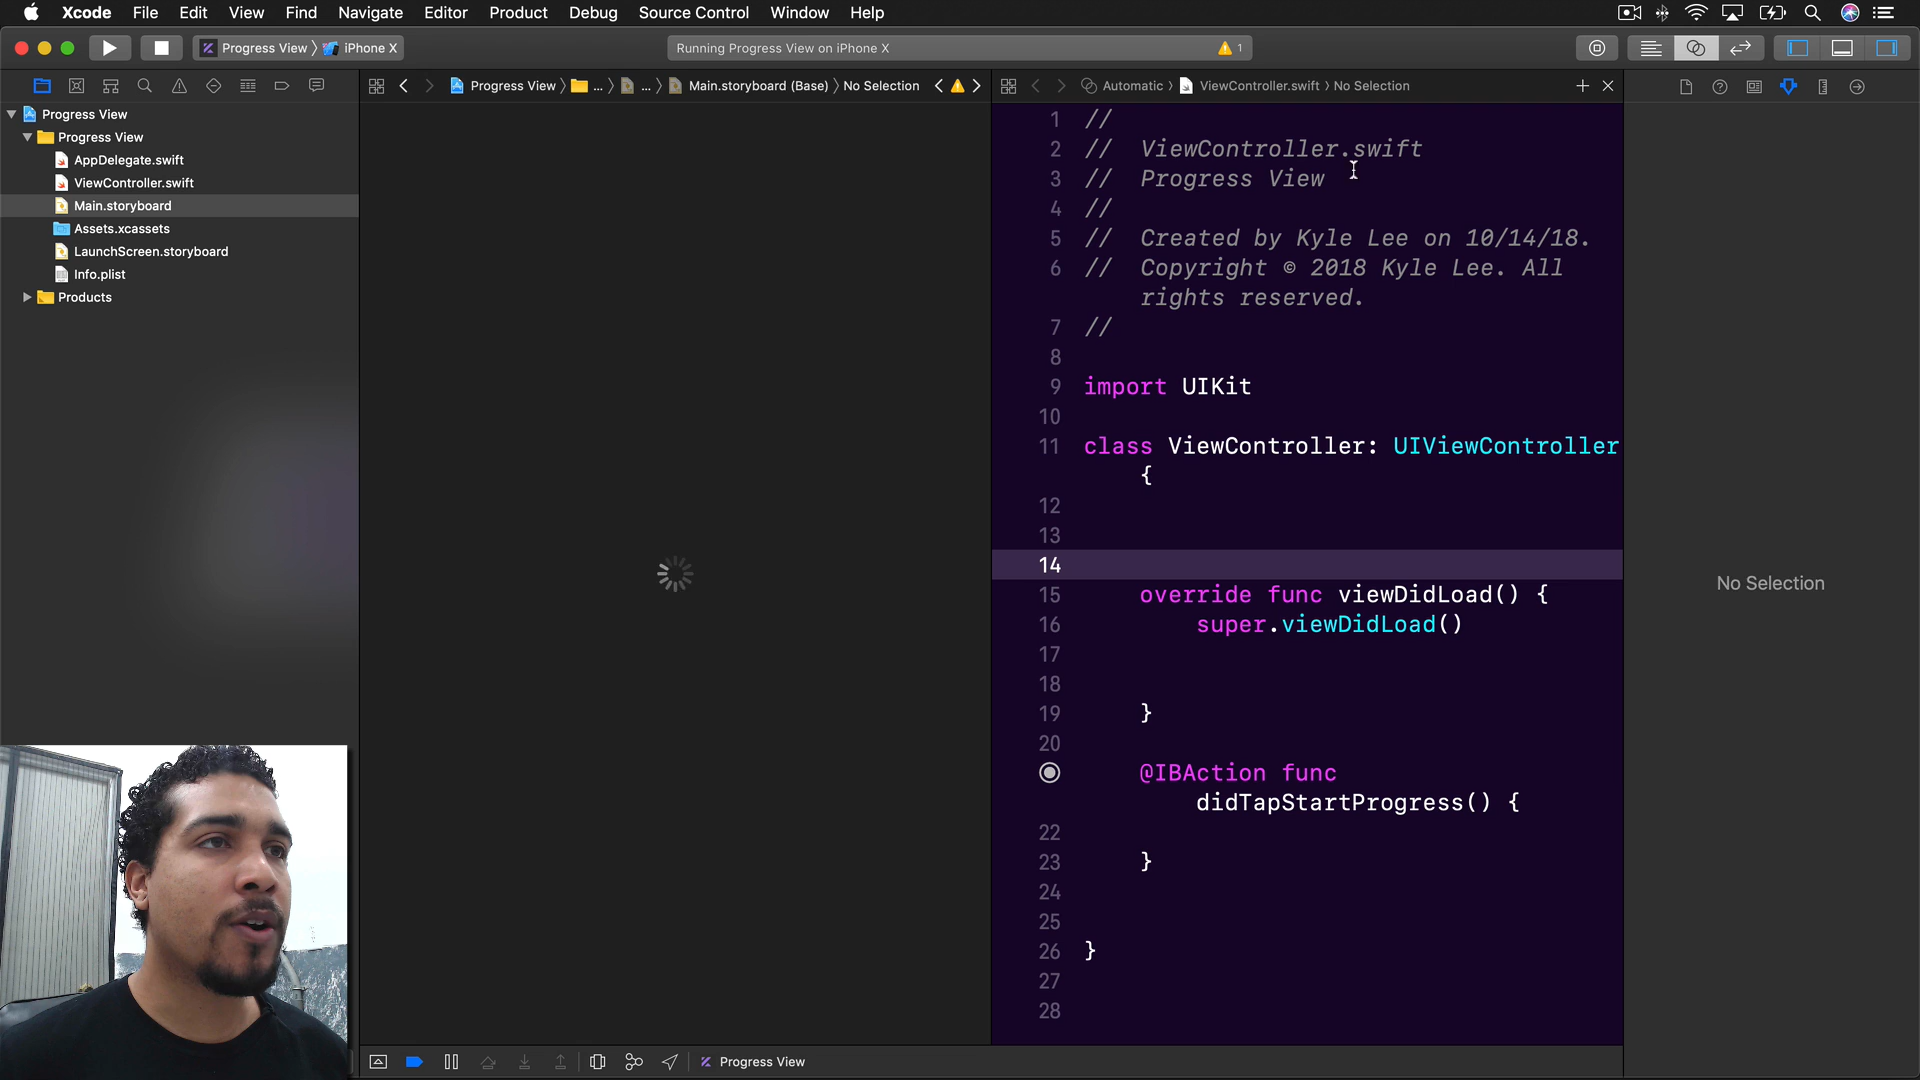 Xcode File Edit View Find Navigate Editor Product Debug Source Control Window Help
Progress View iPhone X
Running Progress View on iPhone X
1
Progress View ... ... Main.storyboard (Base) No Selection
Automatic ViewController.swift No Selection
Progress View
Progress View
AppDelegate.swift
ViewController.swift
Main.storyboard
Assets.xcassets
LaunchScreen.storyboard
Info.plist
Products
1 //
2 // ViewController.swift
3 // Progress View
4 //
5 // Created by Kyle Lee on 10/14/18.
6 // Copyright © 2018 Kyle Lee. All
rights reserved.
7 //
8
9 import UIKit
10
11 class ViewController: UIViewController
{
12
13
14
15 override func viewDidLoad() {
16 super.viewDidLoad()
17
18
19 }
20
@IBAction func
didTapStartProgress() {
22
23 }
24
25
26 }
27
28
No Selection
Progress View